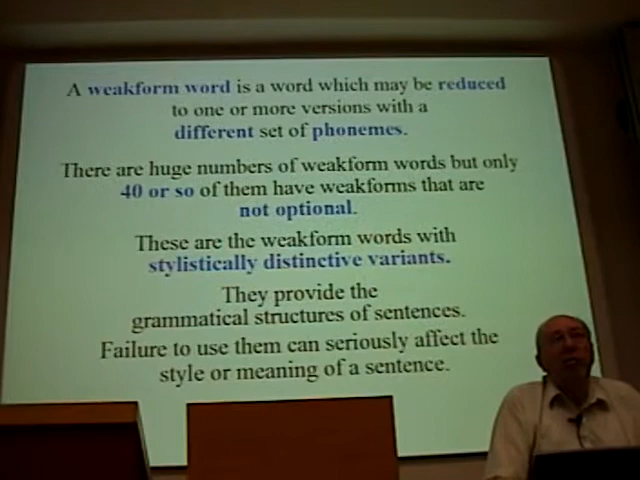 A weakform word is a word which may be reduced
to one or more versions with a
different set of phonemes.
There are huge numbers of weakform words but only
40 or so of them have weakforms that are
not optional.
These are the weakform words with
stylistically distinctive variants.
They provide the
grammatical structures of sentences.
Failure to use them can seriously affect the
style or meaning of a sentence.